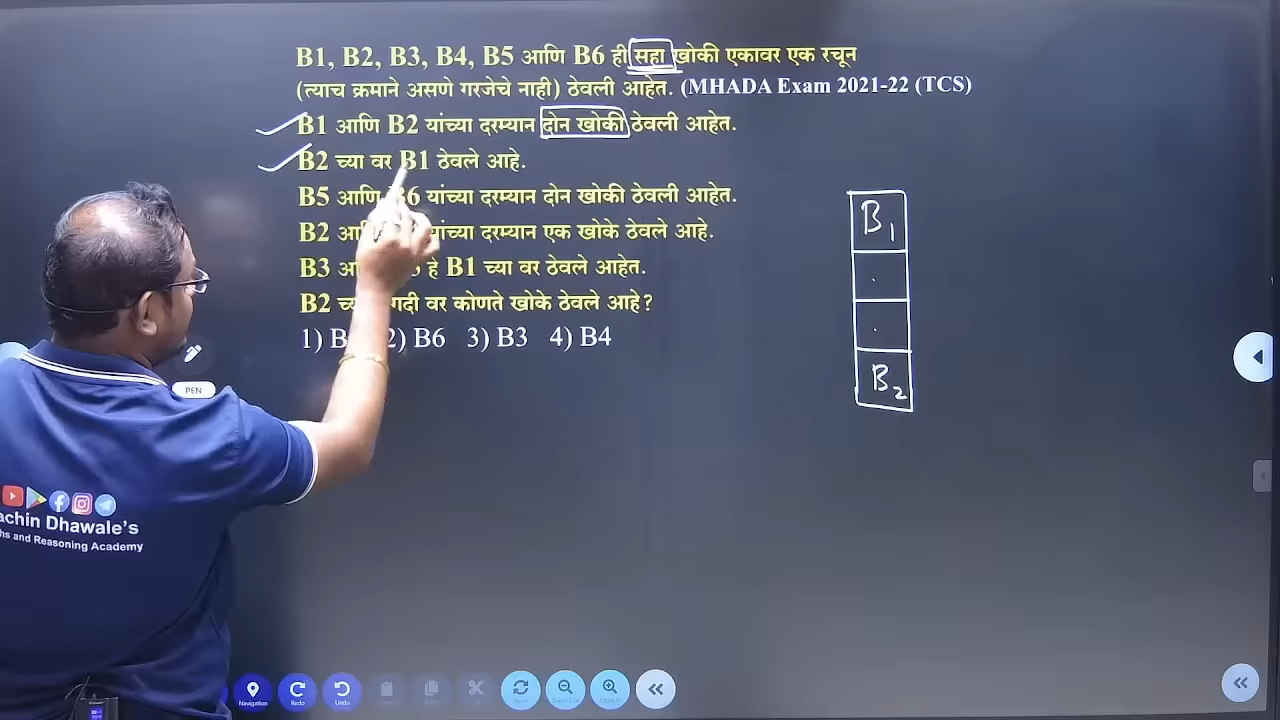 B1, B2, B3, B4, B5 आणि B6 ही सहा खोकी एकावर एक रचून
(त्याच क्रमाने असणे गरजेचे नाही) ठेवली आहेत. (MHADA Exam 2021-22 (TCS)
B1 आणि B2 यांच्या दरम्यान दोन खोकी ठेवली आहेत.
B2 च्या वर B1 ठेवले आहे.
B5 आणि B6 यांच्या दरम्यान दोन खोकी ठेवली आहेत.
B2 यांच्या दरम्यान एक खोके ठेवले आहे.
B3 हे B1 च्या वर ठेवले आहेत.
B2 वर कोणते खोके ठेवले आहे?
1) 2) B6 3) B3 4) B4
B1
B2
PEN
achin Dhawale's
hs and Reasoning Academy
Navigation
Redo
Undo